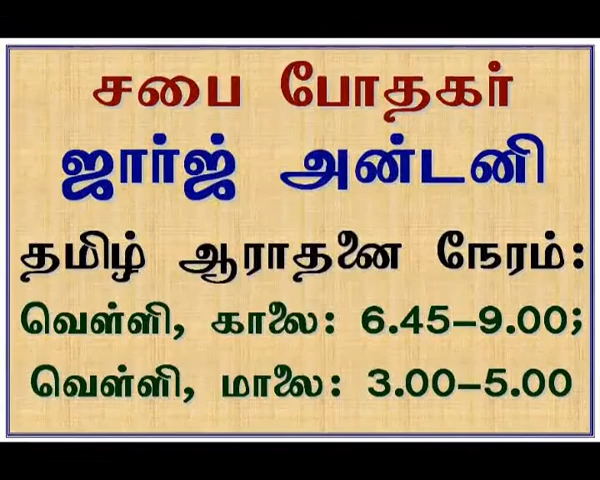 சபை போதகர்
ஜார்ஜ் அன்டனி
தமிழ் ஆராதனை நேரம்:
வெள்ளி, காலை: 6.45–9.00;
வெள்ளி, மாலை: 3.00–5.00